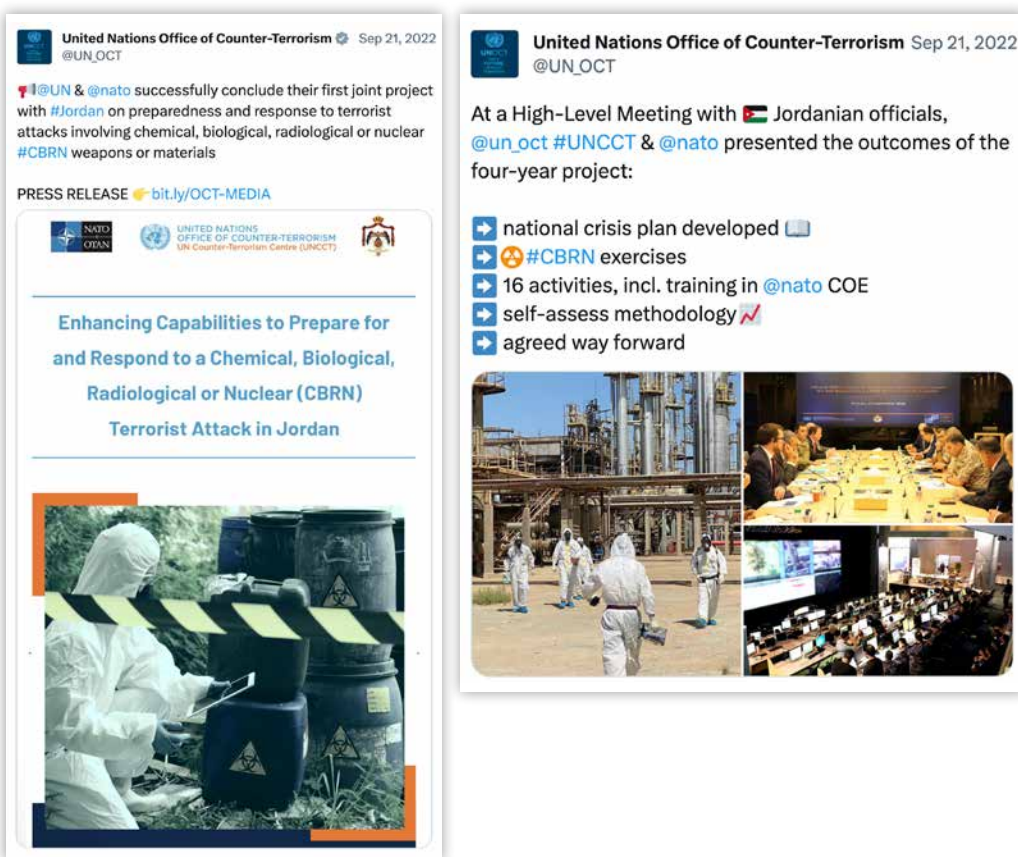 United Nations Office of Counter-Terrorism Sep 21, 2022
@UN_OCT
@UN & @nato successfully conclude their first joint project
with #Jordan on preparedness and response to terrorist
attacks involving chemical, biological, radiological or nuclear
#CBRN weapons or materials
PRESS RELEASE 👉 bit.ly/OCT-MEDIA
NATO
OTAN
UNITED NATIONS
OFFICE OF COUNTER-TERRORISM
UN Counter-Terrorism Centre (UNCCT)
Enhancing Capabilities to Prepare for
and Respond to a Chemical, Biological,
Radiological or Nuclear (CBRN)
Terrorist Attack in Jordan
United Nations Office of Counter-Terrorism Sep 21, 2022
@UN_OCT
At a High-Level Meeting with 🇯🇴 Jordanian officials,
@un_oct #UNCCT & @nato presented the outcomes of the
four-year project:
➡️ national crisis plan developed 📖
➡️ ☢️ #CBRN exercises
➡️ 16 activities, incl. training in @nato COE
➡️ self-assess methodology 📈
➡️ agreed way forward